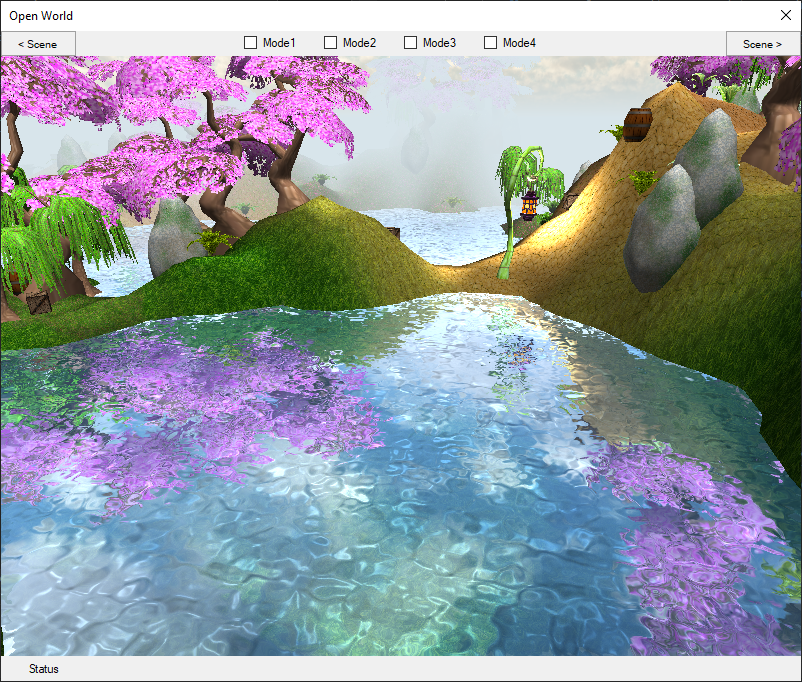 Open World
< Scene
Mode1
Mode2
Mode3
Mode4
Scene >
Status